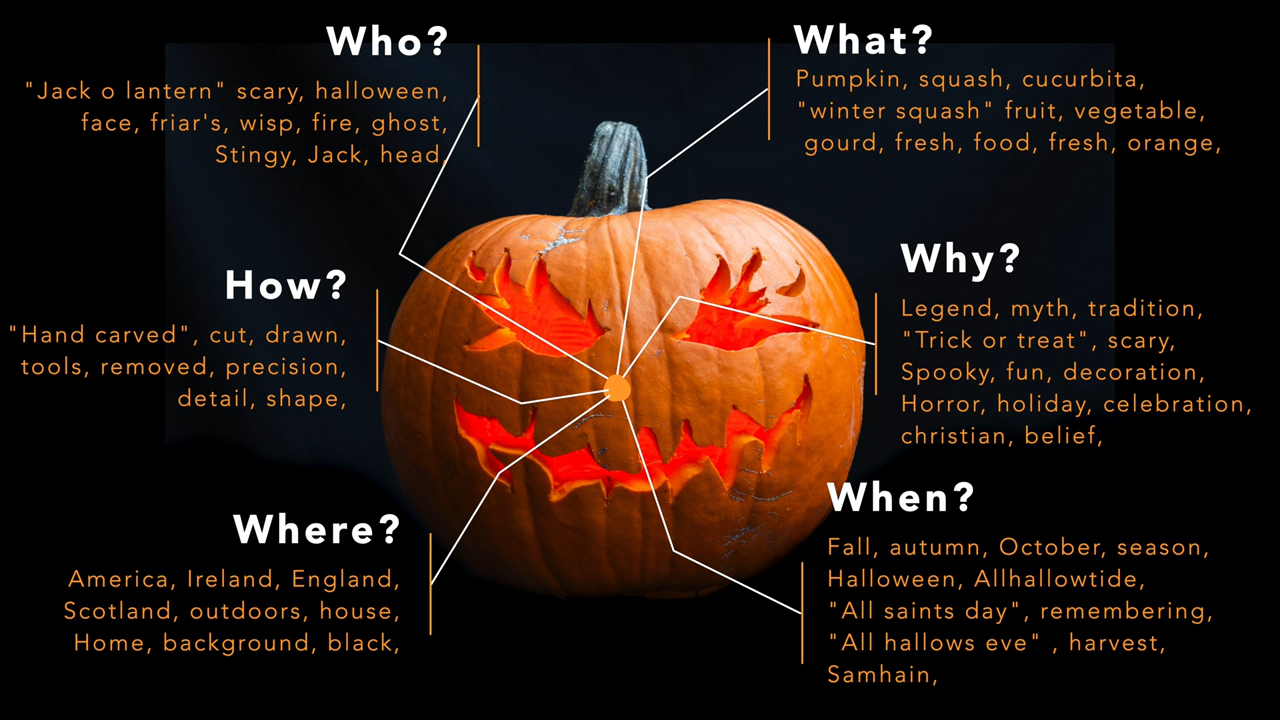 Who?
"Jack o lantern" scary, halloween,
face, friar's, wisp, fire, ghost,
Stingy, Jack, head,
What?
Pumpkin, squash, cucurbita,
"winter squash" fruit, vegetable,
gourd, fresh, food, fresh, orange,
How?
"Hand carved", cut, drawn,
tools, removed, precision,
detail, shape,
Why?
Legend, myth, tradition,
"Trick or treat", scary,
Spooky, fun, decoration,
Horror, holiday, celebration,
christian, belief,
Where?
America, Ireland, England,
Scotland, outdoors, house,
Home, background, black,
When?
Fall, autumn, October, season,
Halloween, Allhallowtide,
"All saints day", remembering,
"All hallows eve" , harvest,
Samhain,